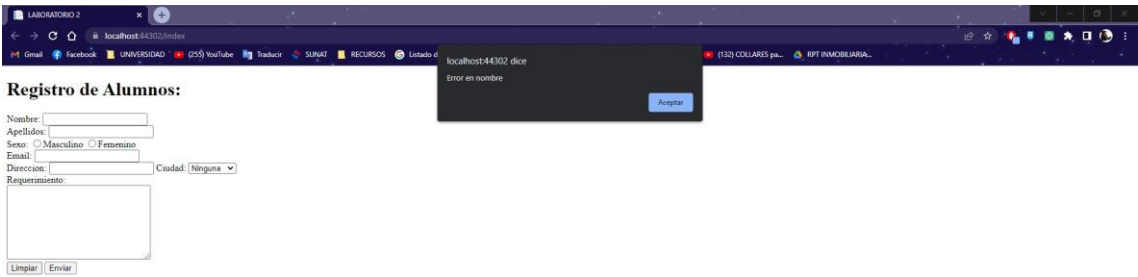 LABORATORIO 2
localhost:44302/index
Gmail Facebook UNIVERSIDAD (255) YouTube Traducir SUNAT RECURSOS Listado d (132) COLLARES pa... RPT INMOBILIARIA...
localhost:44302 dice
Error en nombre
Aceptar
Registro de Alumnos:
Nombre:
Apellidos:
Sexo: Masculino Femenino
Email:
Direccion: Ciudad: Ninguna
Requerimiento:
Limpiar Enviar